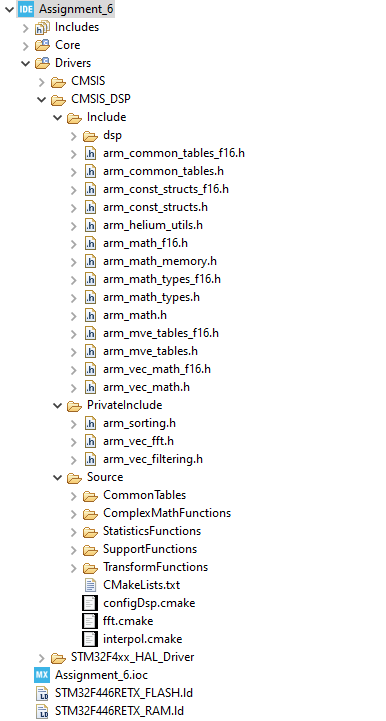 IDE Assignment_6
Includes
Core
Drivers
CMSIS
CMSIS_DSP
Include
dsp
.h arm_common_tables_f16.h
.h arm_common_tables.h
.h arm_const_structs_f16.h
.h arm_const_structs.h
.h arm_helium_utils.h
.h arm_math_f16.h
.h arm_math_memory.h
.h arm_math_types_f16.h
.h arm_math_types.h
.h arm_math.h
.h arm_mve_tables_f16.h
.h arm_mve_tables.h
.h arm_vec_math_f16.h
.h arm_vec_math.h
PrivateInclude
.h arm_sorting.h
.h arm_vec_fft.h
.h arm_vec_filtering.h
Source
CommonTables
ComplexMathFunctions
StatisticsFunctions
SupportFunctions
TransformFunctions
CMakeLists.txt
configDsp.cmake
fft.cmake
interpol.cmake
STM32F4xx_HAL_Driver
MX Assignment_6.ioc
LD STM32F446RETX_FLASH.ld
LD STM32F446RETX_RAM.ld